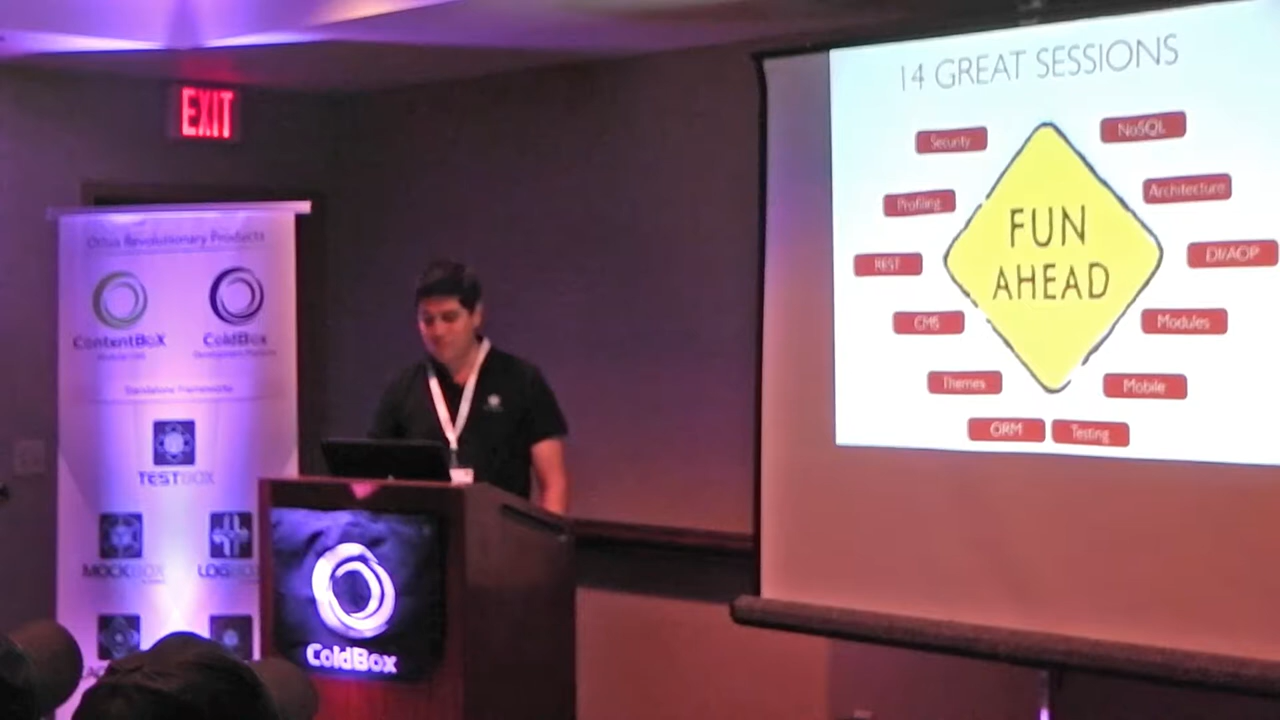 EXIT
Ortus Revolutionary Products
ContentBox
ColdBox
TESTBOX
MOCKBOX
LOGBOX
ColdBox
14 GREAT SESSIONS
Security
NoSQL
Profiling
Architecture
REST
DI/AOP
CMS
Modules
Themes
Mobile
ORM
Testing
FUN
AHEAD